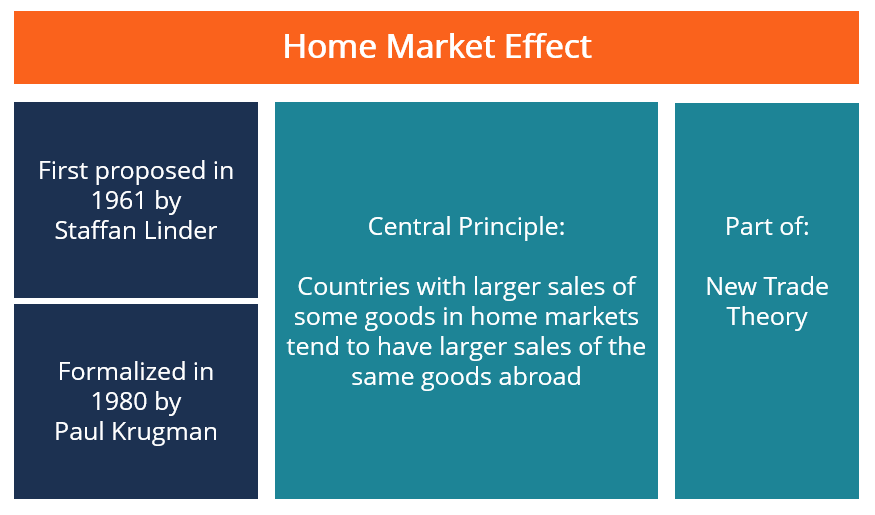 Home Market Effect
First proposed in
1961 by
Staffan Linder
Formalized in
1980 by
Paul Krugman
Central Principle:
Countries with larger sales of
some goods in home markets
tend to have larger sales of the
same goods abroad
Part of:
New Trade
Theory